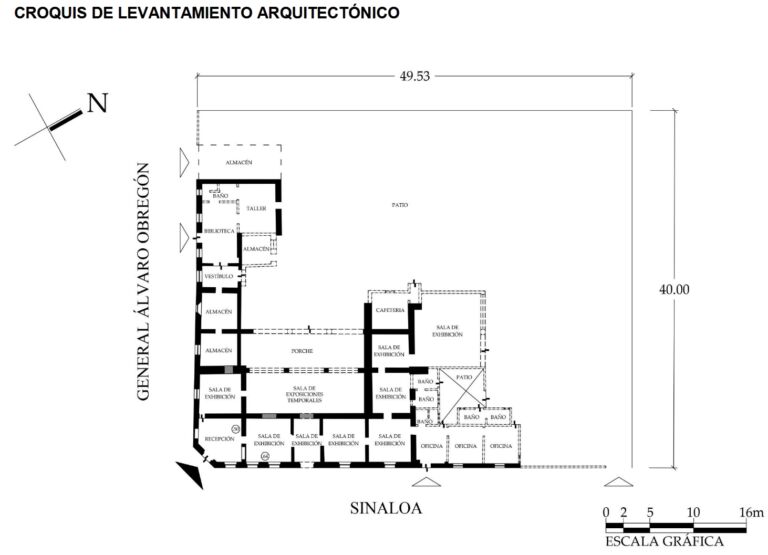 CROQUIS DE LEVANTAMIENTO ARQUITECTÓNICO
49.53
N
GENERAL ÁLVARO OBREGÓN
ALMACÉN
BAÑO
TALLER
PATIO
BIBLIOTECA
ALMACÉN
VESTÍBULO
40.00
ALMACÉN
CAFETERIA
SALA DE
EXHIBICIÓN
ALMACÉN
PORCHE
SALA DE
EXHIBICIÓN
SALA DE
EXHIBICIÓN
SALA DE
EXPOSICIONES
TEMPORALES
SALA DE
EXHIBICIÓN
BAÑO
PATIO
BAÑO
BAÑO
BAÑO
BAÑO
RECEPCIÓN
SALA DE
EXHIBICIÓN
SALA DE
EXHIBICIÓN
SALA DE
EXHIBICIÓN
SALA DE
EXHIBICIÓN
OFICINA
OFICINA
OFICINA
SINALOA
0 2 5 10 16m
ESCALA GRÁFICA